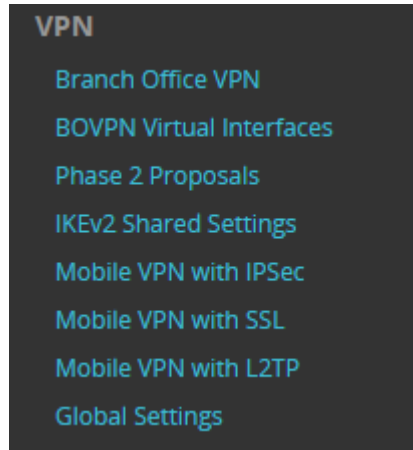 VPN
Branch Office VPN
BOVPN Virtual Interfaces
Phase 2 Proposals
IKEv2 Shared Settings
Mobile VPN with IPSec
Mobile VPN with SSL
Mobile VPN with L2TP
Global Settings